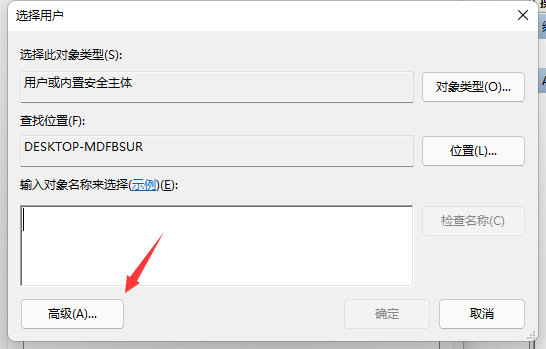 选择用户
选择此对象类型(S):
用户或内置安全主体
对象类型(O)...
查找位置(F):
DESKTOP-MDFBSUR
位置(L)...
输入对象名称来选择(示例)(E):
检查名称(C)
高级(A)...
确定
取消